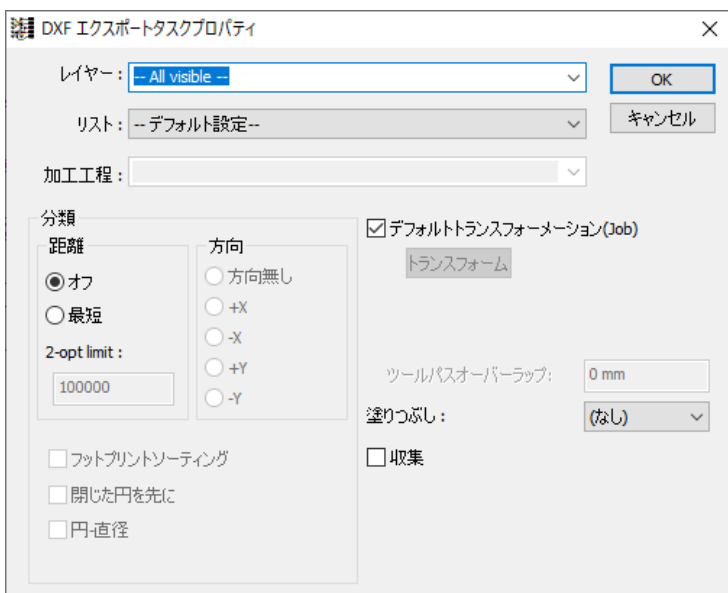 DXF エクスポートタスクプロパティ
レイヤー : -- All visible --
OK
リスト : -- デフォルト設定--
キャンセル
加工工程 :
分類
距離
オフ
最短
2-opt limit :
100000
方向
方向無し
+X
-X
+Y
-Y
フットプリントソーティング
閉じた円を先に
円-直径
デフォルトトランスフォーメーション(Job)
トランスフォーム
ツールパスオーバーラップ: 0 mm
塗りつぶし : (なし)
収集